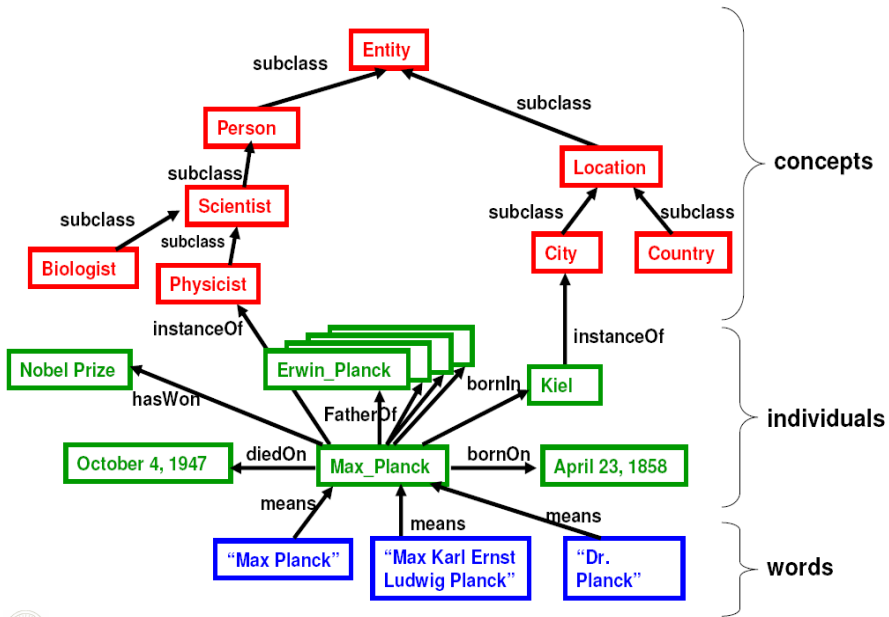 Entity
subclass
subclass
Person
concepts
Location
subclass
Scientist
subclass
subclass
subclass
subclass
City
Country
Biologist
Physicist
instanceOf
instanceOf
Nobel Prize
Erwin_Planck
bornIn
Kiel
hasWon
FatherOf
individuals
October 4, 1947
diedOn
Max_Planck
bornOn
April 23, 1858
means
means
means
“Max Planck”
“Max Karl Ernst
Ludwig Planck”
“Dr.
Planck”
words